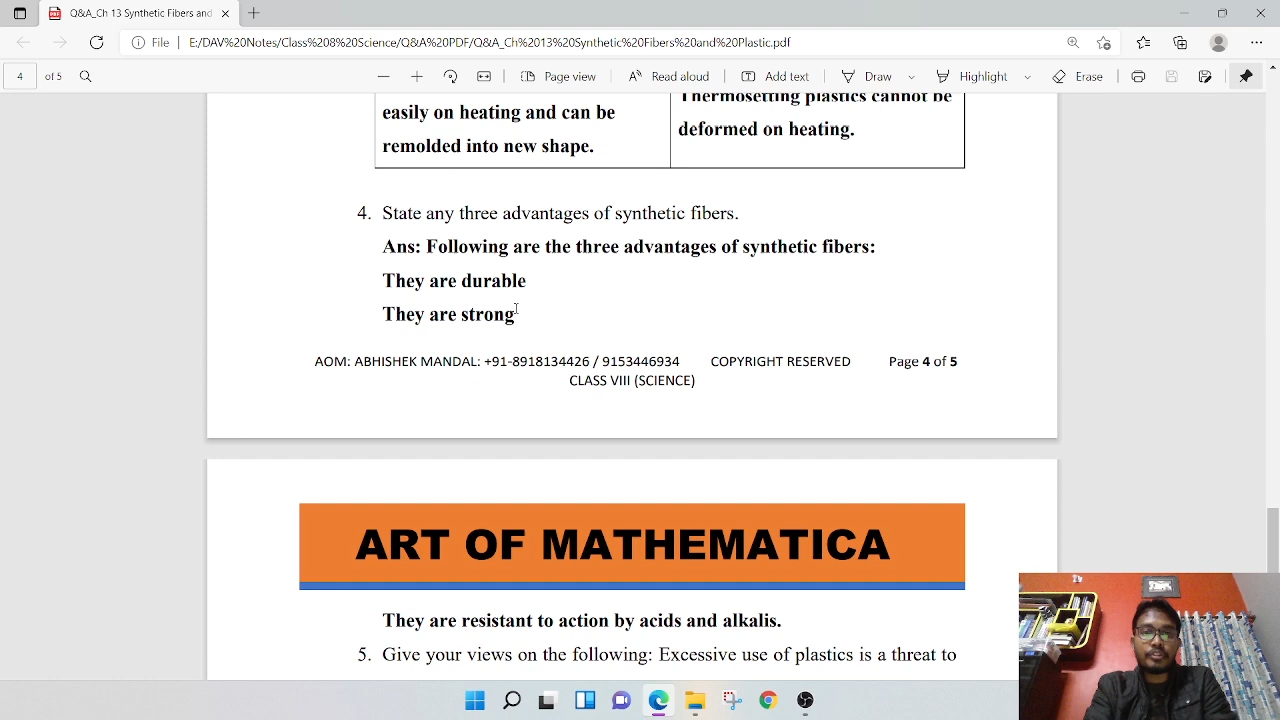 Q&A_Ch 13 Synthetic Fibers and
File E:/DAV%20Notes/Class%208%20Science/Q&A%20PDF/Q&A_Ch%2013%20Synthetic%20Fibers%20and%20Plastic.pdf
4 of 5 Page view Read aloud Add text Draw Highlight Erase
easily on heating and can be
remolded into new shape.
Thermosetting plastics cannot be
deformed on heating.
4. State any three advantages of synthetic fibers.
Ans: Following are the three advantages of synthetic fibers:
They are durable
They are strong
AOM: ABHISHEK MANDAL: +91-8918134426 / 9153446934 COPYRIGHT RESERVED Page 4 of 5
CLASS VIII (SCIENCE)
ART OF MATHEMATICA
They are resistant to action by acids and alkalis.
5. Give your views on the following: Excessive use of plastics is a threat to